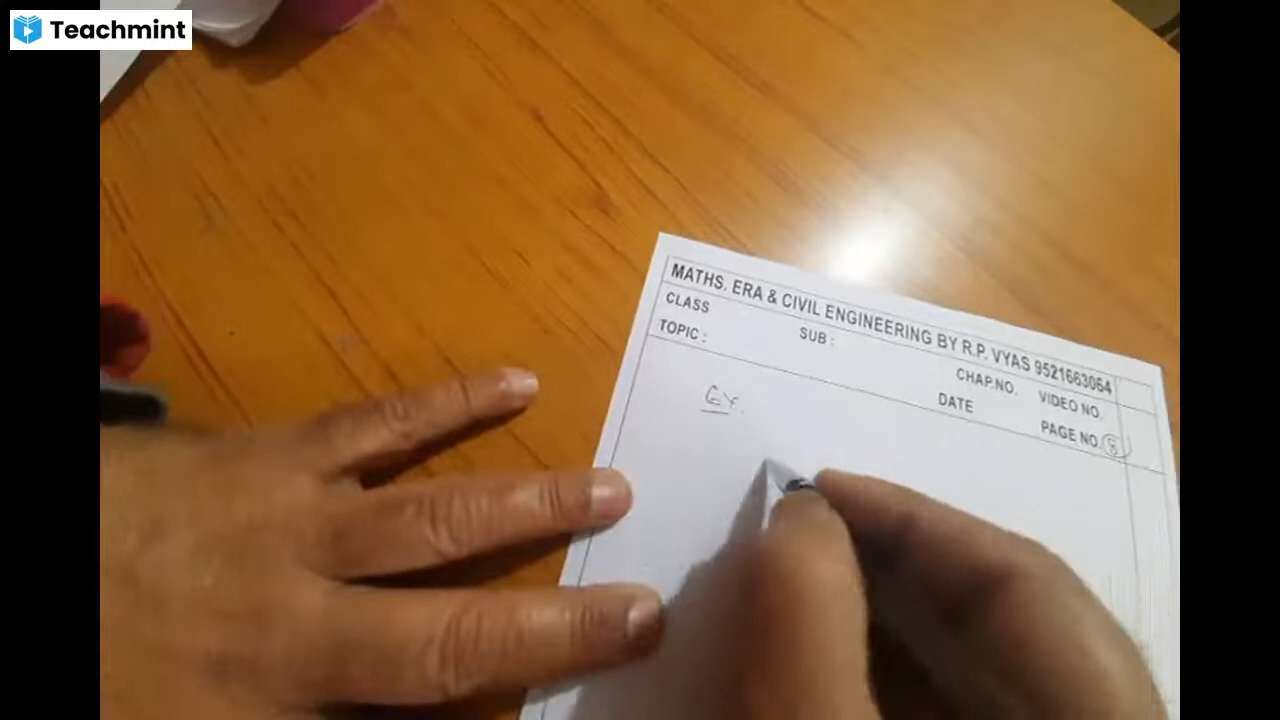 Teachmint
MATHS. ERA & CIVIL ENGINEERING BY R.P. VYAS 9521663064
CLASS SUB : CHAP.NO. VIDEO NO.
TOPIC : DATE PAGE NO. 8
Ex.